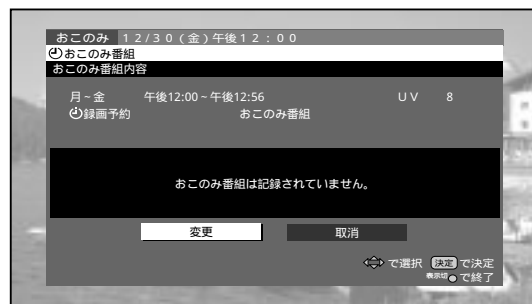 おこのみ 12/30(金)午後12:00
おこのみ番組
おこのみ番組内容
月~金 午後12:00~午後12:56 UV 8
録画予約 おこのみ番組
おこのみ番組は記録されていません。
変更 取消
で選択 決定 で決定
表示切 で終了